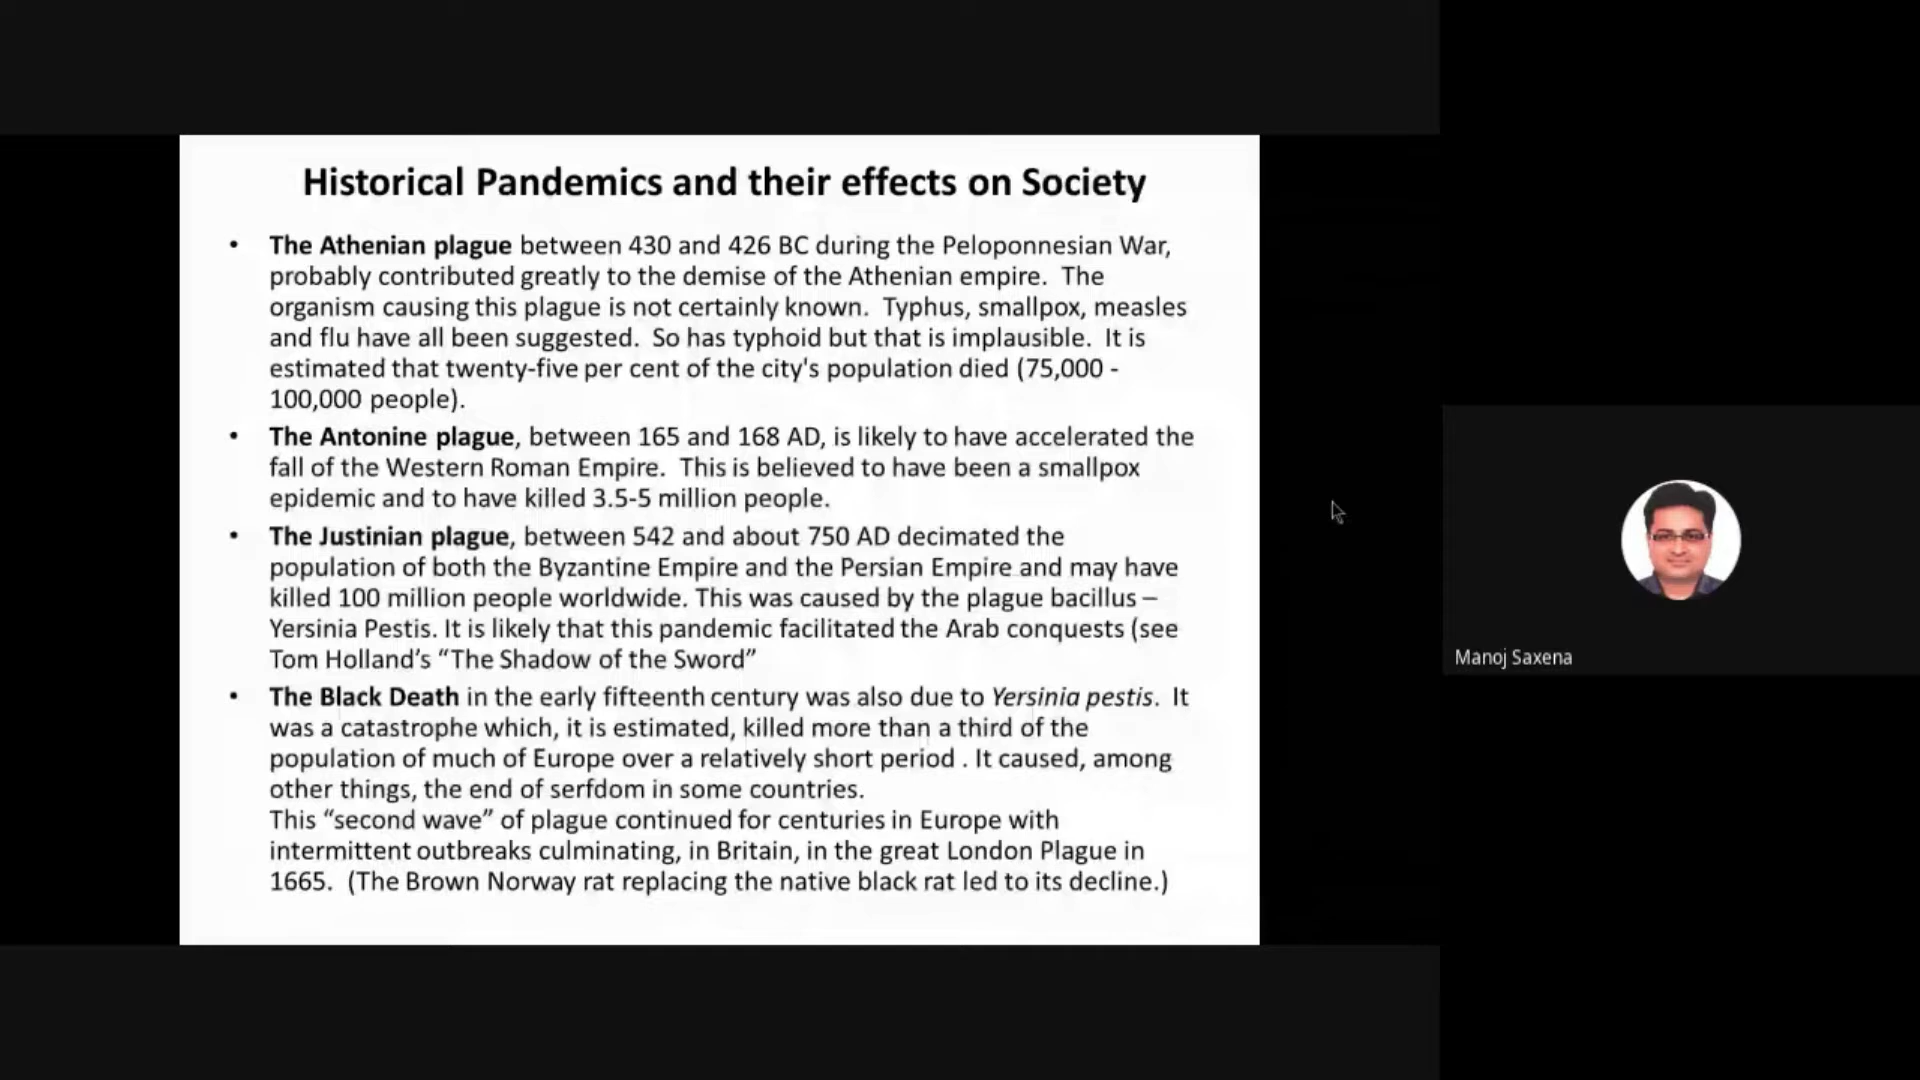 Historical Pandemics and their effects on Society
• The Athenian plague between 430 and 426 BC during the Peloponnesian War,
probably contributed greatly to the demise of the Athenian empire.  The
organism causing this plague is not certainly known.  Typhus, smallpox, measles
and flu have all been suggested.  So has typhoid but that is implausible.  It is
estimated that twenty-five per cent of the city's population died (75,000 -
100,000 people).
• The Antonine plague, between 165 and 168 AD, is likely to have accelerated the
fall of the Western Roman Empire.  This is believed to have been a smallpox
epidemic and to have killed 3.5-5 million people.
• The Justinian plague, between 542 and about 750 AD decimated the
population of both the Byzantine Empire and the Persian Empire and may have
killed 100 million people worldwide. This was caused by the plague bacillus –
Yersinia Pestis. It is likely that this pandemic facilitated the Arab conquests (see
Tom Holland’s “The Shadow of the Sword”
• The Black Death in the early fifteenth century was also due to Yersinia pestis.  It
was a catastrophe which, it is estimated, killed more than a third of the
population of much of Europe over a relatively short period . It caused, among
other things, the end of serfdom in some countries.
This “second wave” of plague continued for centuries in Europe with
intermittent outbreaks culminating, in Britain, in the great London Plague in
1665.  (The Brown Norway rat replacing the native black rat led to its decline.)
Manoj Saxena